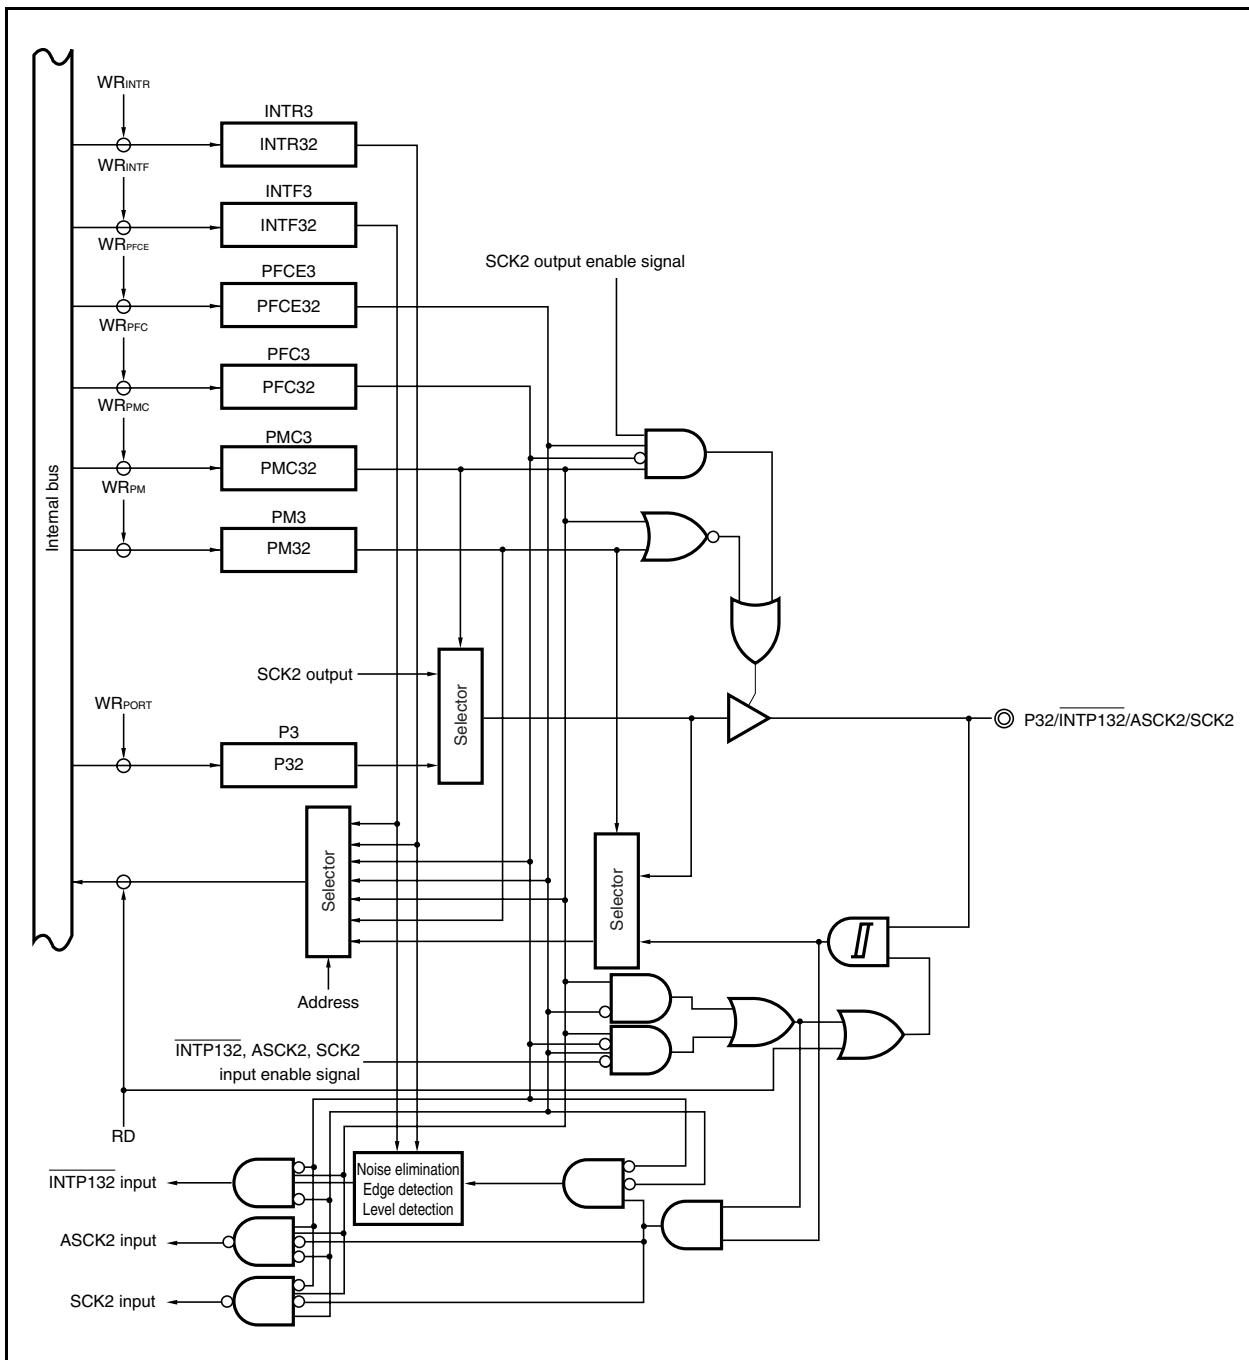 WRINTR
INTR3
INTR32
WRINTF
INTF3
INTF32
WRPFCE
SCK2 output enable signal
PFCE3
PFCE32
WRPFC
PFC3
PFC32
WRPMC
PMC3
PMC32
WRPM
PM3
PM32
Internal bus
SCK2 output
Selector
WRPORT
P3
P32
P32/INTP132/ASCK2/SCK2
Selector
Selector
Address
INTP132, ASCK2, SCK2
input enable signal
RD
Noise elimination
Edge detection
Level detection
INTP132 input
ASCK2 input
SCK2 input